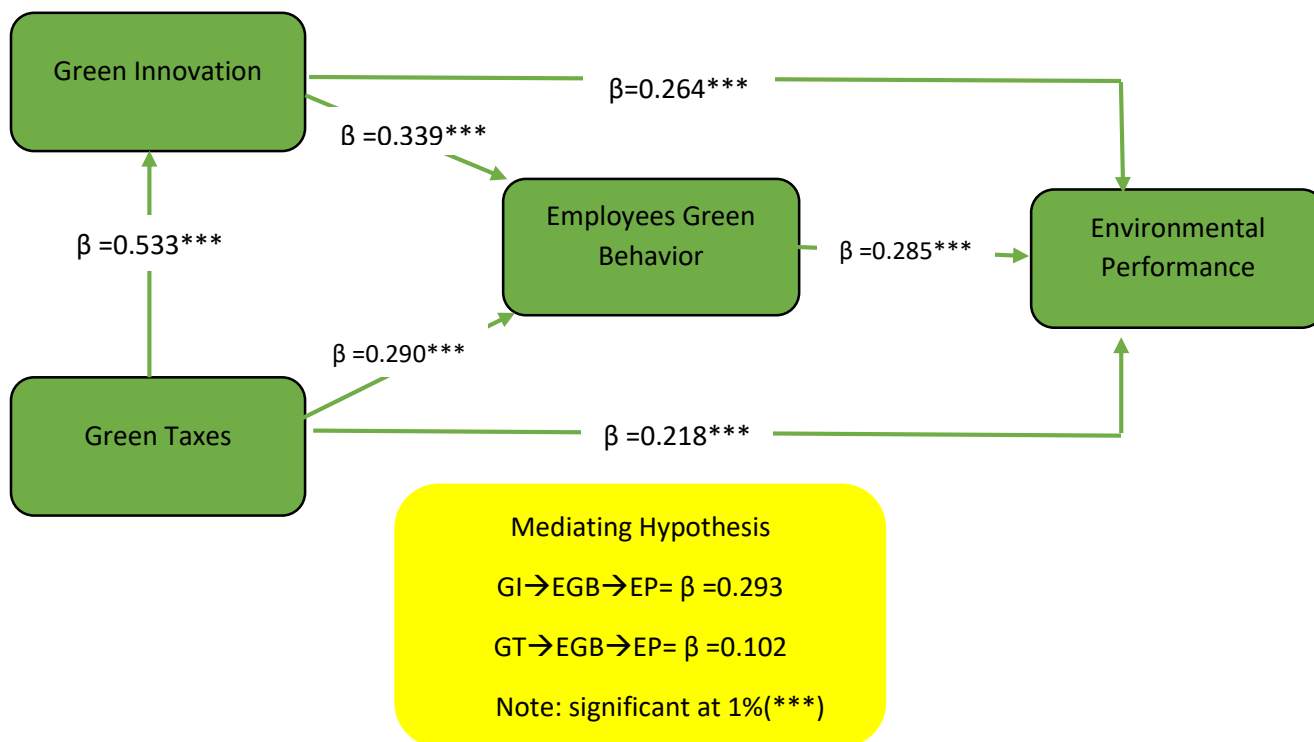 Green Innovation
β=0.264***
β =0.339***
Employees Green
Behavior
Environmental
Performance
β =0.533***
β =0.285***
β =0.290***
Green Taxes
β =0.218***
Mediating Hypothesis
GI→EGB→EP= β =0.293
GT→EGB→EP= β =0.102
Note: significant at 1%(***)